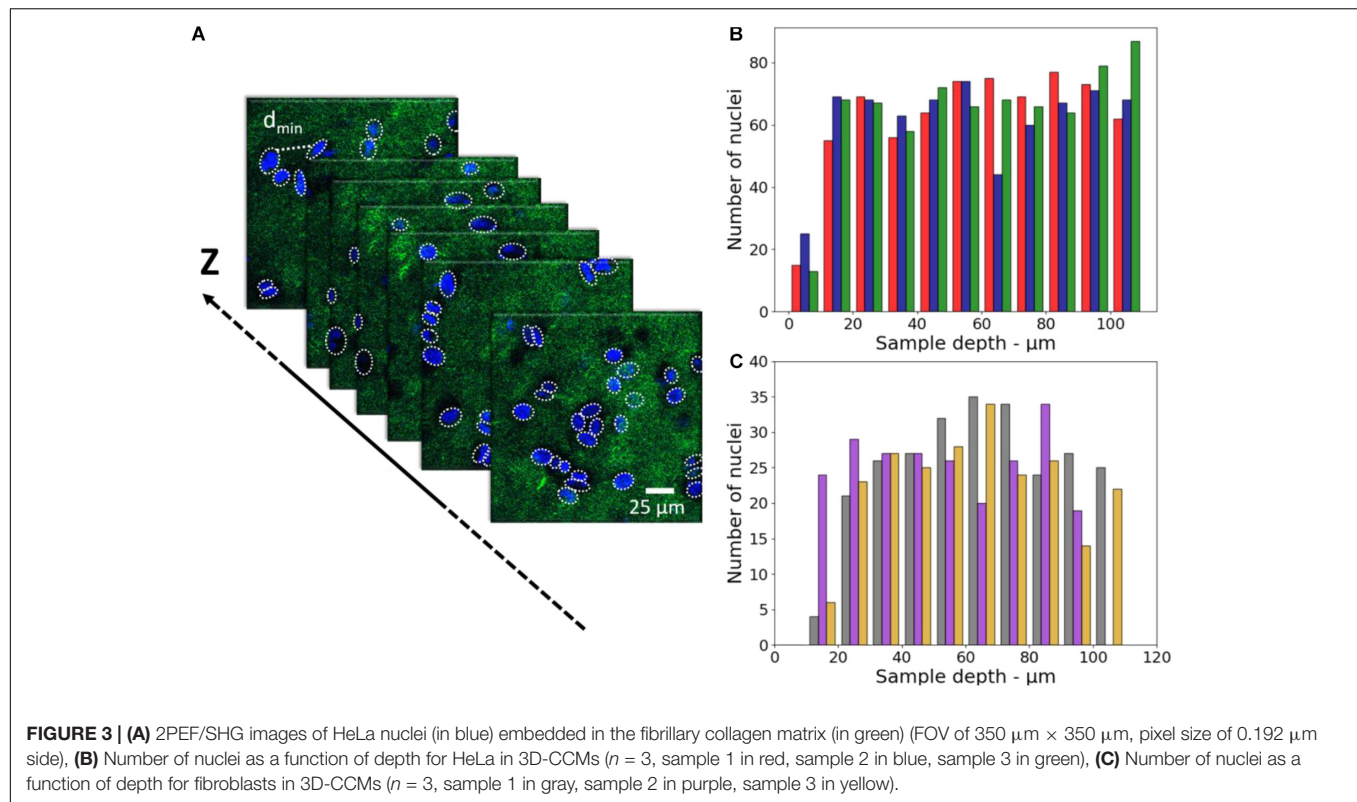 A
d_min
Z
25 μm
B
Number of nuclei
80
60
40
20
0
0 20 40 60 80 100
Sample depth - μm
C
Number of nuclei
40
35
30
25
20
15
10
5
0
0 20 40 60 80 100 120
Sample depth - μm
FIGURE 3 | (A) 2PEF/SHG images of HeLa nuclei (in blue) embedded in the fibrillary collagen matrix (in green) (FOV of 350 μm × 350 μm, pixel size of 0.192 μm
side), (B) Number of nuclei as a function of depth for HeLa in 3D-CCMs (n = 3, sample 1 in red, sample 2 in blue, sample 3 in green), (C) Number of nuclei as a
function of depth for fibroblasts in 3D-CCMs (n = 3, sample 1 in gray, sample 2 in purple, sample 3 in yellow).